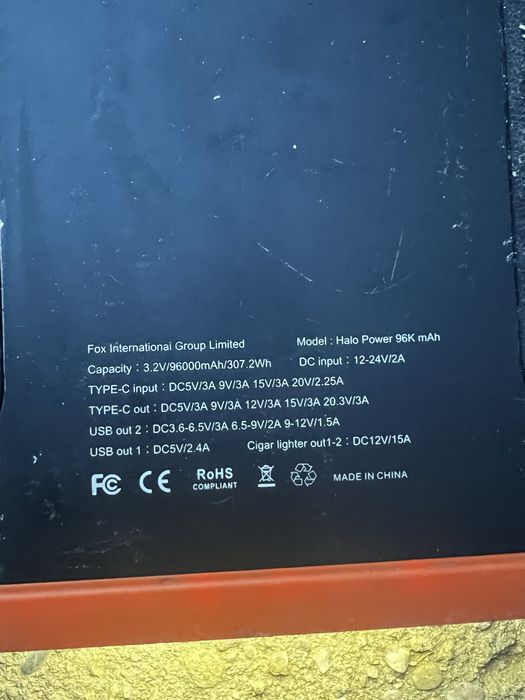 Fox Internationai Group Limited Model : Halo Power 96K mAh
Capacity : 3.2V/96000mAh/307.2Wh DC input : 12-24V/2A
TYPE-C input : DC5V/3A 9V/3A 15V/3A 20V/2.25A
TYPE-C out : DC5V/3A 9V/3A 12V/3A 15V/3A 20.3V/3A
USB out 2 : DC3.6-6.5V/3A 6.5-9V/2A 9-12V/1.5A
USB out 1 : DC5V/2.4A Cigar lighter out1-2 : DC12V/15A
FC CE RoHS COMPLIANT MADE IN CHINA